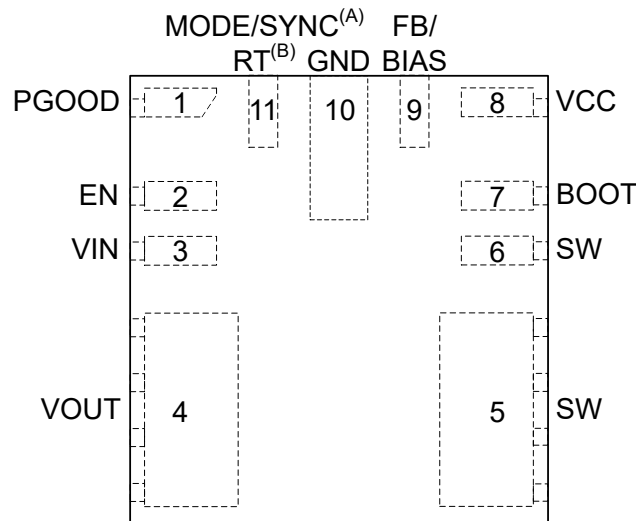 MODE/SYNC(A) FB/
RT(B) GND BIAS
PGOOD 1 11 10 9 8 VCC
EN 2 7 BOOT
VIN 3 6 SW
VOUT 4 5 SW